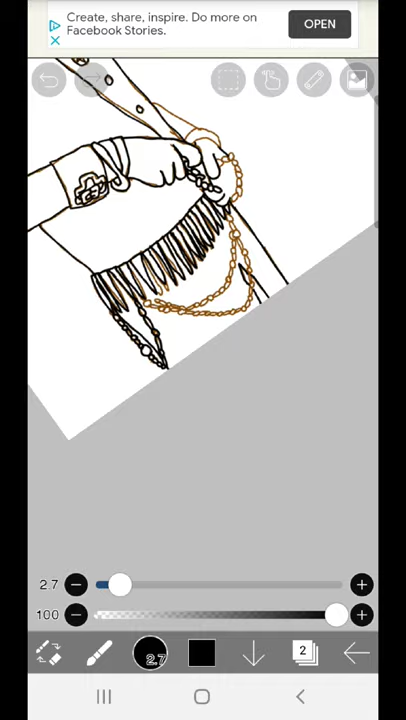 Create, share, inspire. Do more on
Facebook Stories.
OPEN
2.7
100
2.7
2